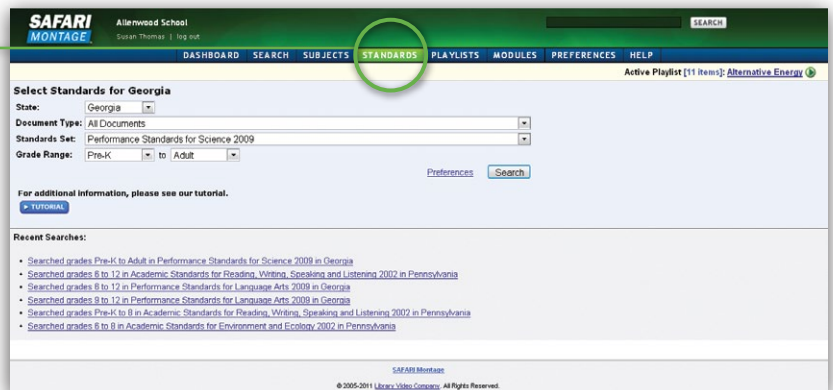 SAFARI
MONTAGE
Allenwood School
Susan Thomas | log out
SEARCH
DASHBOARD SEARCH SUBJECTS STANDARDS PLAYLISTS MODULES PREFERENCES HELP
Active Playlist [11 items]: Alternative Energy
Select Standards for Georgia
State: Georgia
Document Type: All Documents
Standards Set: Performance Standards for Science 2009
Grade Range: Pre-K to Adult
Preferences Search
For additional information, please see our tutorial.
TUTORIAL
Recent Searches:
• Searched grades Pre-K to Adult in Performance Standards for Science 2009 in Georgia
• Searched grades 6 to 12 in Academic Standards for Reading, Writing, Speaking and Listening 2002 in Pennsylvania
• Searched grades 6 to 12 in Performance Standards for Language Arts 2009 in Georgia
• Searched grades 9 to 12 in Performance Standards for Language Arts 2009 in Georgia
• Searched grades Pre-K to 8 in Academic Standards for Reading, Writing, Speaking and Listening 2002 in Pennsylvania
• Searched grades 6 to 8 in Academic Standards for Environment and Ecology 2002 in Pennsylvania
SAFARI Montage
© 2005-2011 Library Video Company, All Rights Reserved.